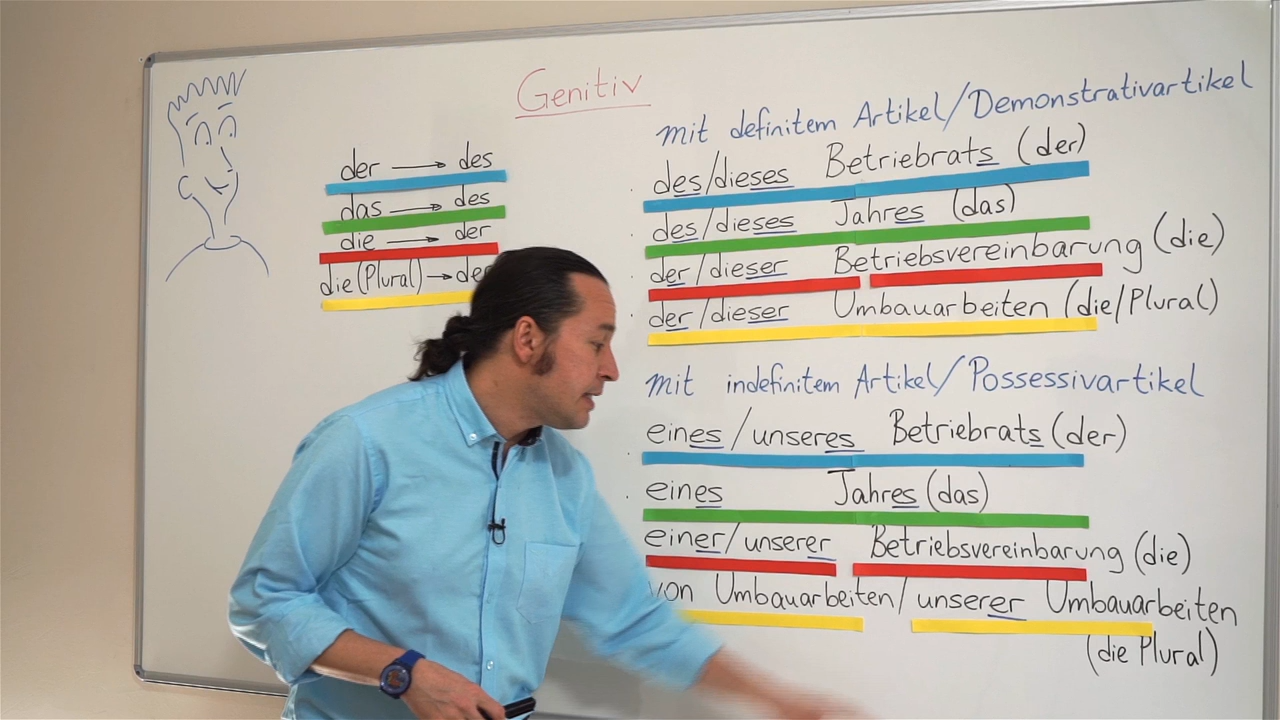 Genitiv
der → des
das → des
die → der
die (Plural) → der
mit definitem Artikel/Demonstrativartikel
des/dieses Betriebrats (der)
des/dieses Jahres (das)
der/dieser Betriebsvereinbarung (die)
der/dieser Umbauarbeiten (die/Plural)
mit indefinitem Artikel/Possessivartikel
eines/unseres Betriebrats (der)
eines Jahres (das)
einer/unserer Betriebsvereinbarung (die)
von Umbauarbeiten/unserer Umbauarbeiten
(die Plural)